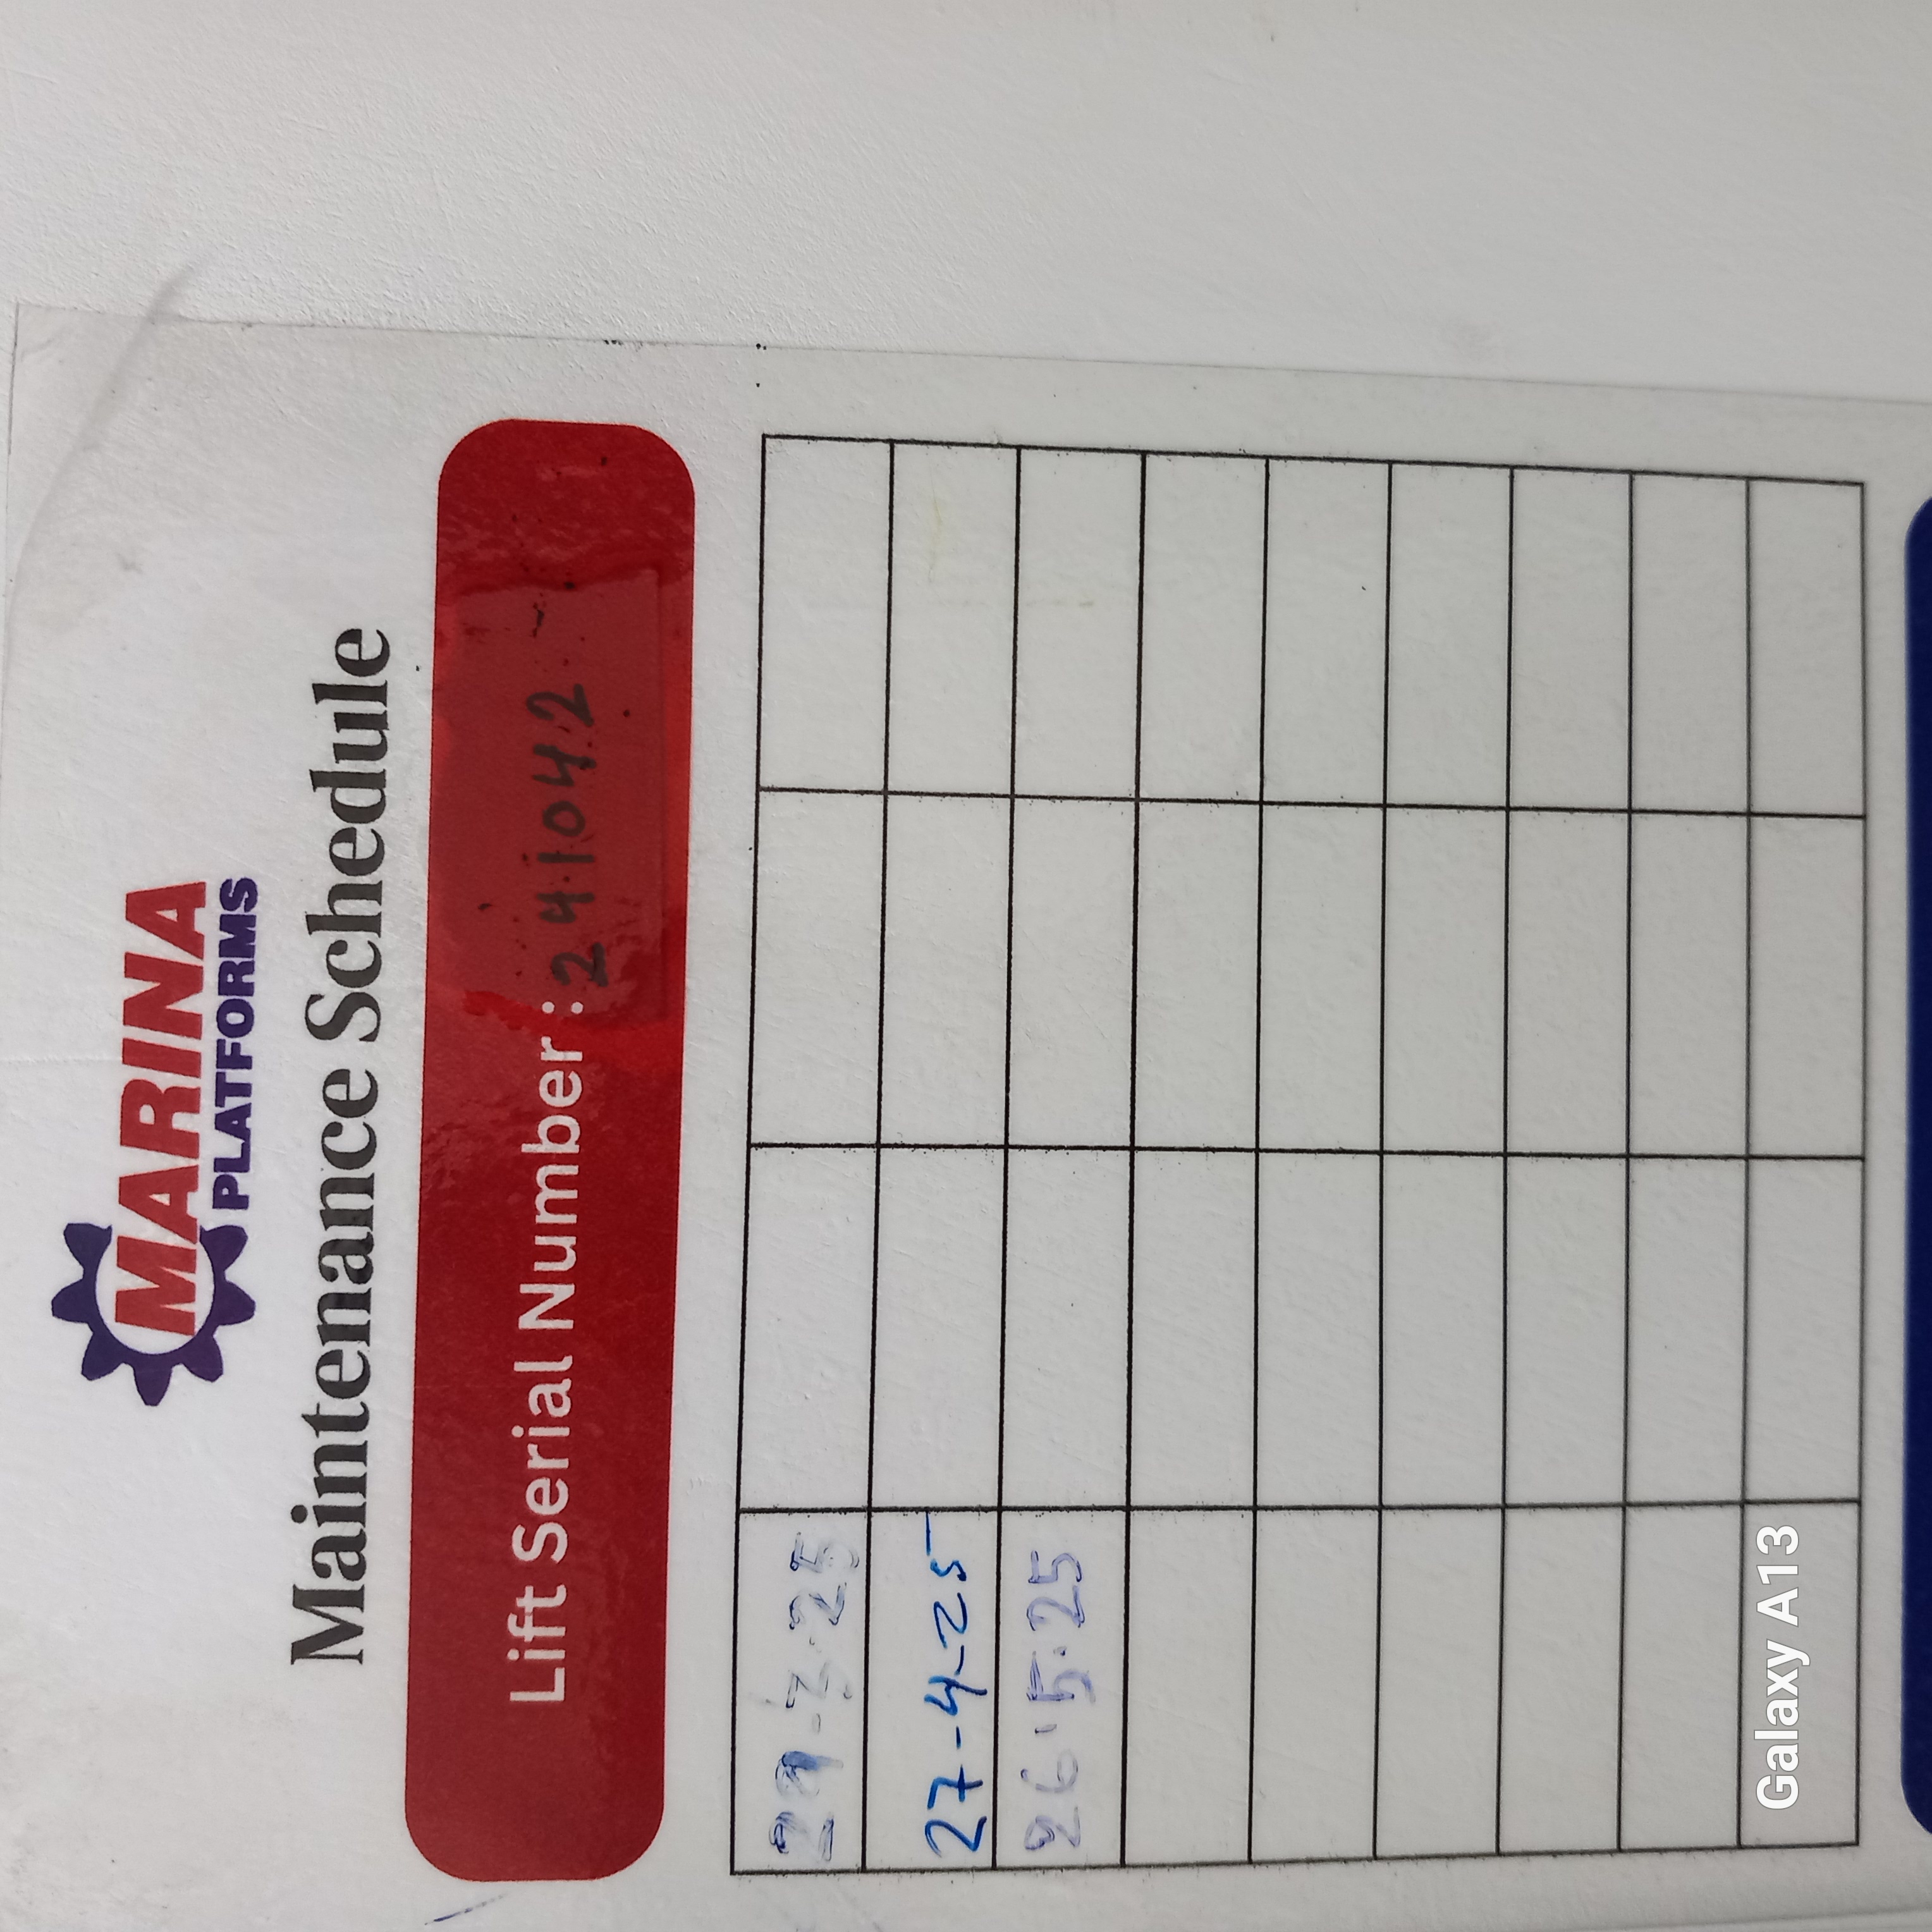 MARINA
PLATFORMS
Maintenance Schedule
Lift Serial Number: 241042
27-4-25
26.5.25
Galaxy A13